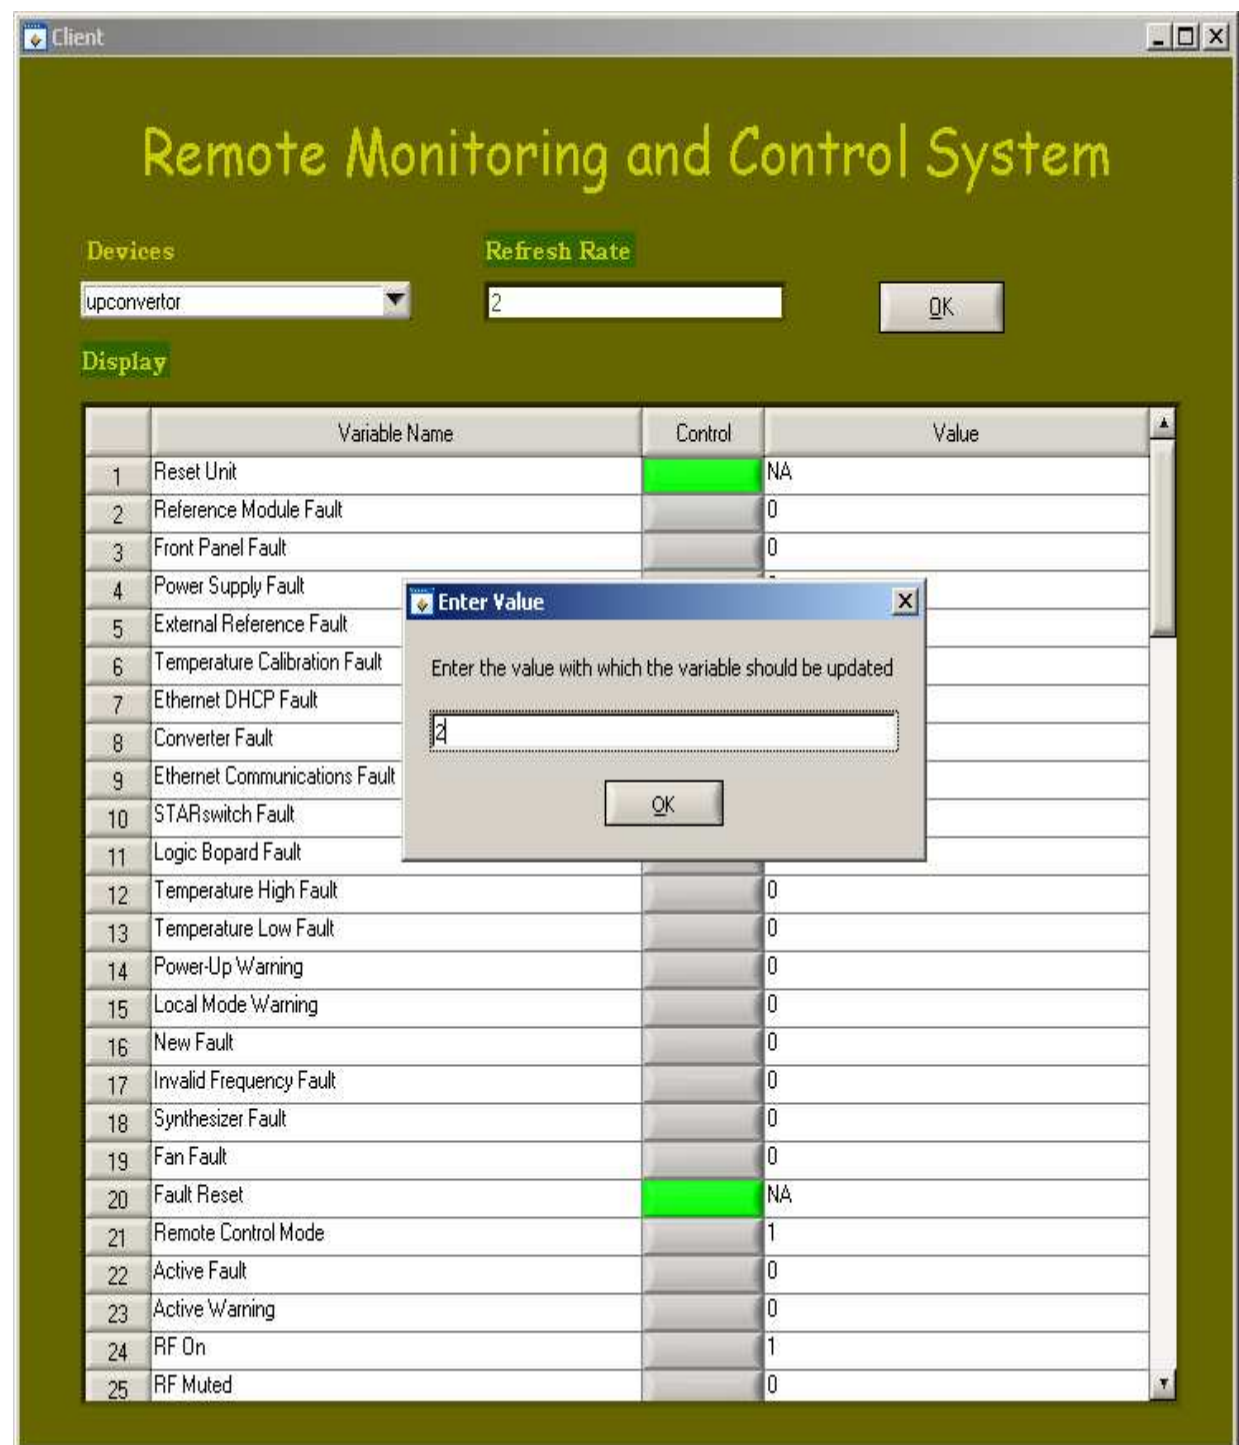 Client
Remote Monitoring and Control System
Devices Refresh Rate
upconvertor 2 OK
Display
Variable Name Control Value
1 Reset Unit NA
2 Reference Module Fault 0
3 Front Panel Fault 0
4 Power Supply Fault
Enter Value
5 External Reference Fault
6 Temperature Calibration Fault
Enter the value with which the variable should be updated
7 Ethernet DHCP Fault
8 Converter Fault
2
9 Ethernet Communications Fault
10 STARswitch Fault
OK
11 Logic Bopard Fault
12 Temperature High Fault 0
13 Temperature Low Fault 0
14 Power-Up Warning 0
15 Local Mode Warning 0
16 New Fault 0
17 Invalid Frequency Fault 0
18 Synthesizer Fault 0
19 Fan Fault 0
20 Fault Reset NA
21 Remote Control Mode 1
22 Active Fault 0
23 Active Warning 0
24 RF On 1
25 RF Muted 0